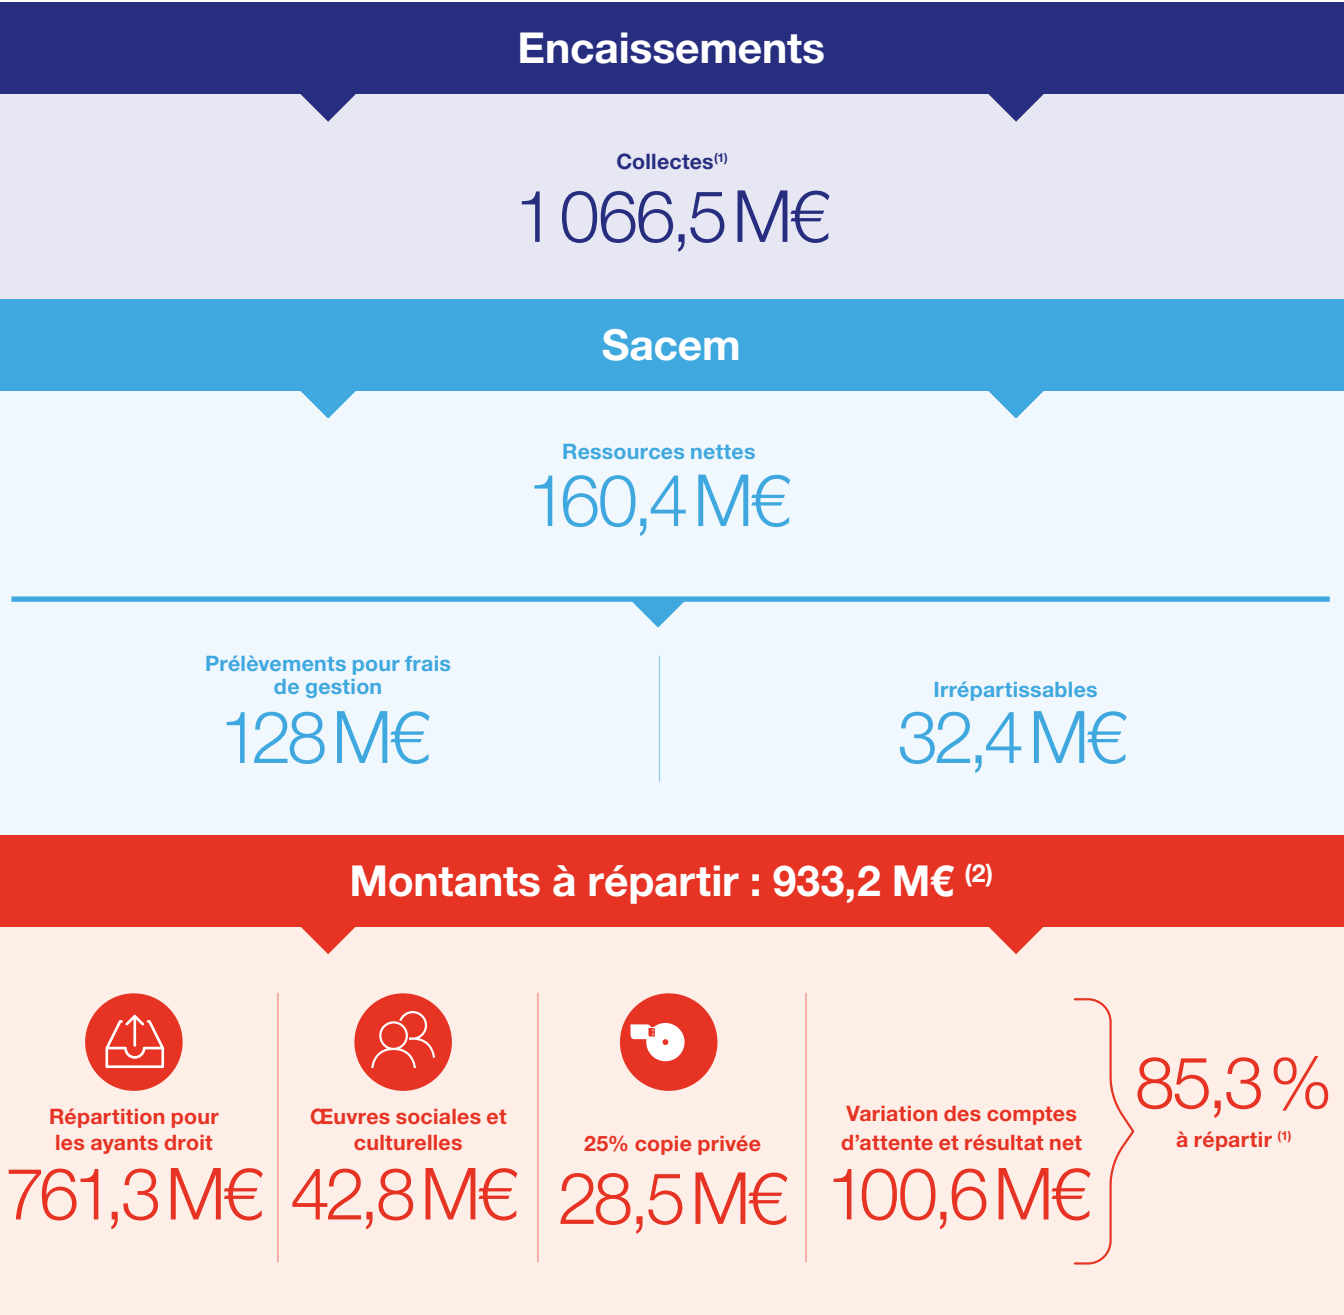 Encaissements
Collectes(1)
1 066,5 M€
Sacem
Ressources nettes
160,4 M€
Prélèvements pour frais
de gestion
128 M€
Irrépartissables
32,4 M€
Montants à répartir : 933,2 M€ (2)
Répartition pour
les ayants droit
761,3 M€
Œuvres sociales et
culturelles
42,8 M€
25% copie privée
28,5 M€
Variation des comptes
d’attente et résultat net
100,6 M€
85,3 %
à répartir (1)